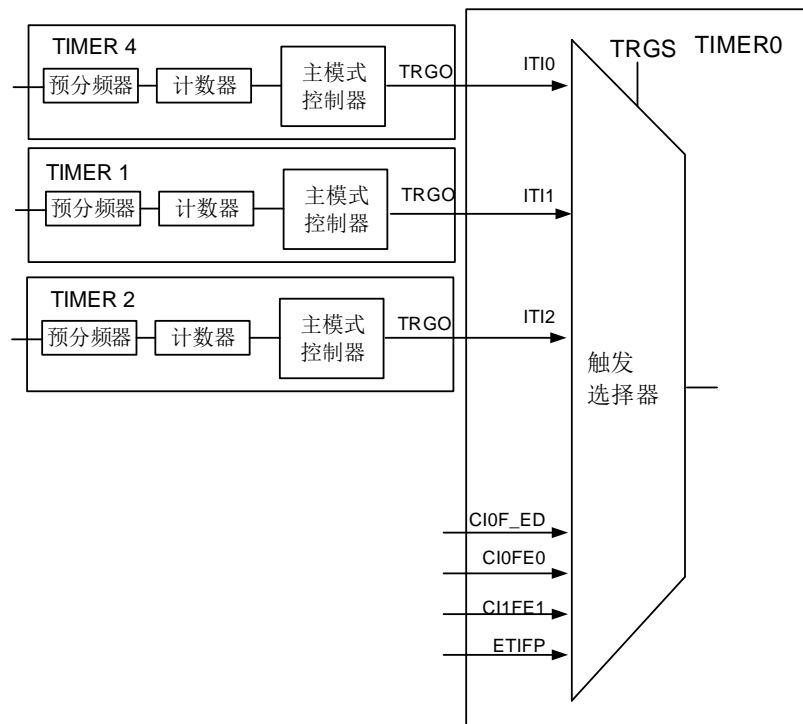 TIMER 4
预分频器
计数器
主模式
控制器
TRGO
ITI0
TRGS
TIMER0
TIMER 1
预分频器
计数器
主模式
控制器
TRGO
ITI1
TIMER 2
预分频器
计数器
主模式
控制器
TRGO
ITI2
触发
选择器
CI0F_ED
CI0FE0
CI1FE1
ETIFP